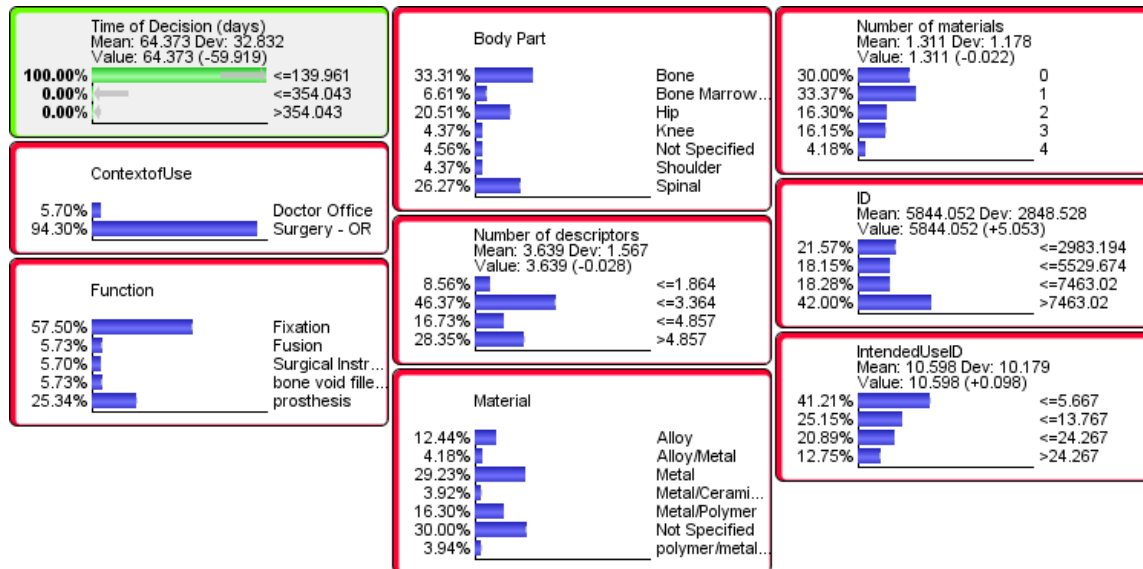 Time of Decision (days)
Mean: 64.373 Dev: 32.832
Value: 64.373 (-59.919)
100.00% <=139.961
0.00% <=354.043
0.00% >354.043
ContextofUse
5.70% Doctor Office
94.30% Surgery - OR
Function
57.50% Fixation
5.73% Fusion
5.70% Surgical Instr...
5.73% bone void fille...
25.34% prosthesis
Body Part
33.31% Bone
6.61% Bone Marrow...
20.51% Hip
4.37% Knee
4.56% Not Specified
4.37% Shoulder
26.27% Spinal
Number of descriptors
Mean: 3.639 Dev: 1.567
Value: 3.639 (-0.028)
8.56% <=1.864
46.37% <=3.364
16.73% <=4.857
28.35% >4.857
Material
12.44% Alloy
4.18% Alloy/Metal
29.23% Metal
3.92% Metal/Cerami...
16.30% Metal/Polymer
30.00% Not Specified
3.94% polymer/metal...
Number of materials
Mean: 1.311 Dev: 1.178
Value: 1.311 (-0.022)
30.00% 0
33.37% 1
16.30% 2
16.15% 3
4.18% 4
ID
Mean: 5844.052 Dev: 2848.528
Value: 5844.052 (+5.053)
21.57% <=2983.194
18.15% <=5529.674
18.28% <=7463.02
42.00% >7463.02
IntendedUseID
Mean: 10.598 Dev: 10.179
Value: 10.598 (+0.098)
41.21% <=5.667
25.15% <=13.767
20.89% <=24.267
12.75% >24.267